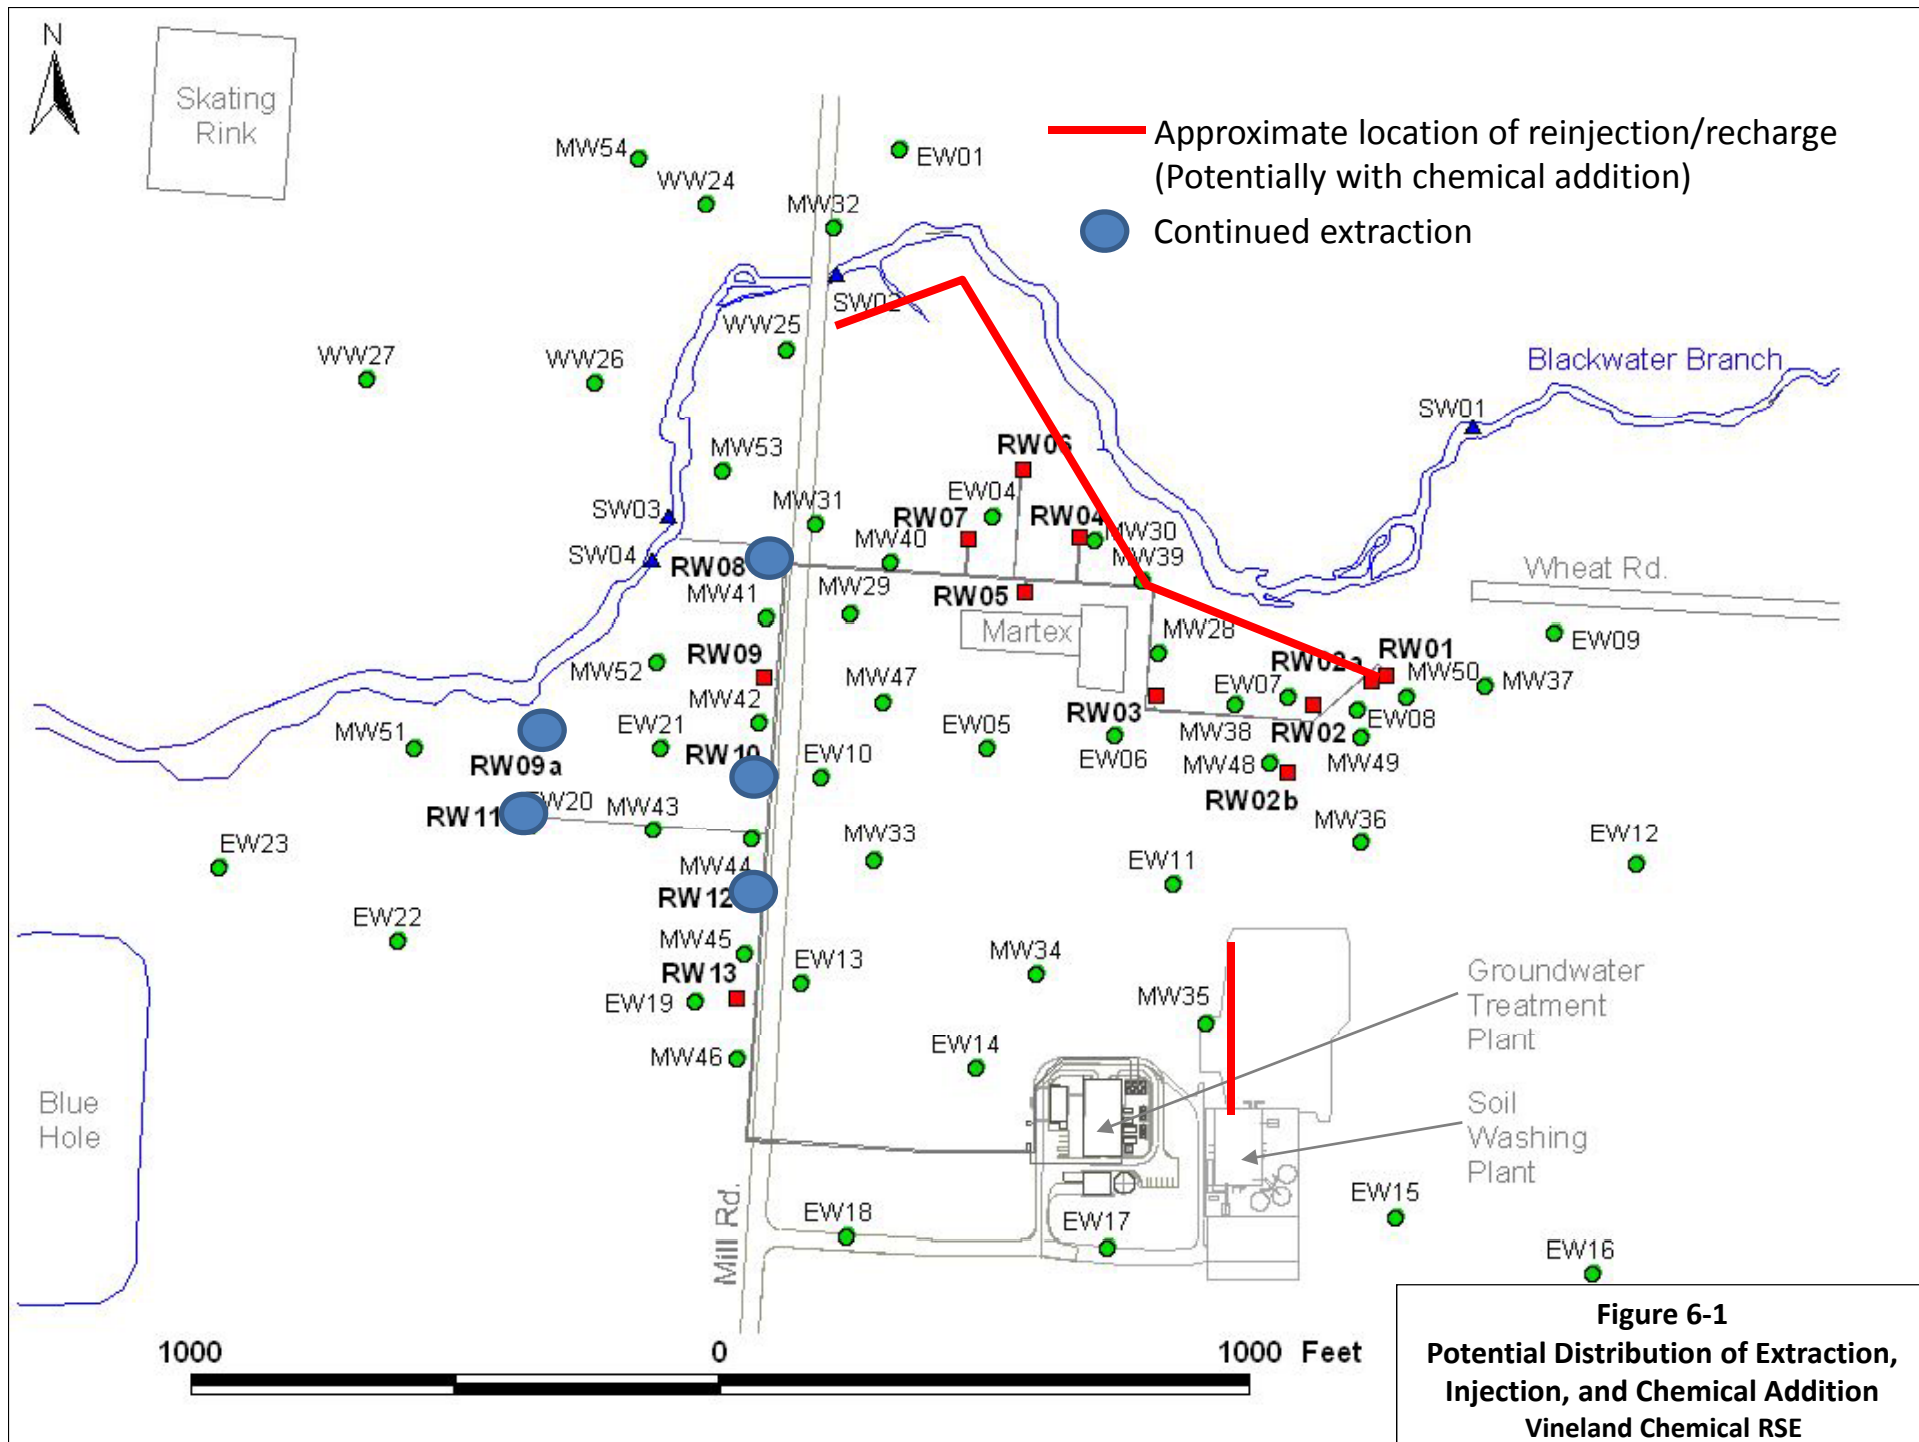 N
Skating
Rink
MW54
WW24
EW01
MW32
Approximate location of reinjection/recharge
(Potentially with chemical addition)
Continued extraction
SW02
WW25
WW27
WW26
Blackwater Branch
SW01
MW53
RW06
MW31
EW04
SW03
RW07
RW04
MW30
MW40
MW39
SW04
RW08
Wheat Rd.
MW41
MW29
RW05
Martex
MW28
EW09
RW09
MW52
RW02a
RW01
MW50
MW37
MW42
MW47
EW07
RW03
MW38
RW02
EW08
MW51
EW21
RW10
EW10
EW05
EW06
MW48
MW49
RW09a
RW02b
RW11
EW20
MW43
MW36
EW12
EW23
MW44
MW33
EW11
RW12
EW22
MW45
EW13
MW34
RW13
EW19
MW35
Groundwater
Treatment
Plant
MW46
EW14
Blue
Hole
Soil
Washing
Plant
Mill Rd.
EW18
EW17
EW15
EW16
1000 0 1000 Feet
Figure 6-1
Potential Distribution of Extraction,
Injection, and Chemical Addition
Vineland Chemical RSE